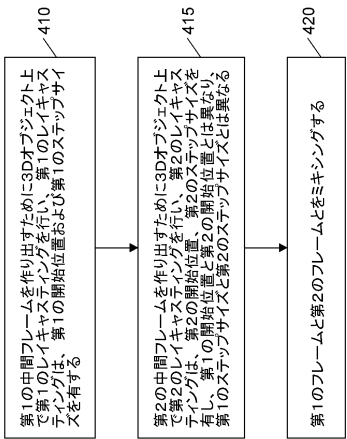 410
第1の中間フレームを作り出すために3Dオブジェクト上
で第1のレイキャスティングを行い、第1のレイキャス
ティングは、第1の開始位置および第1のステップサイ
ズを有する
415
第2の中間フレームを作り出すために3Dオブジェクト上
で第2のレイキャスティングを行い、第2のレイキャス
ティングは、第2の開始位置、第2のステップサイズを
有し、第1の開始位置と第2の開始位置とは異なり、
第1のステップサイズと第2のステップサイズとは異なる
420
第1のフレームと第2のフレームとをミキシングする